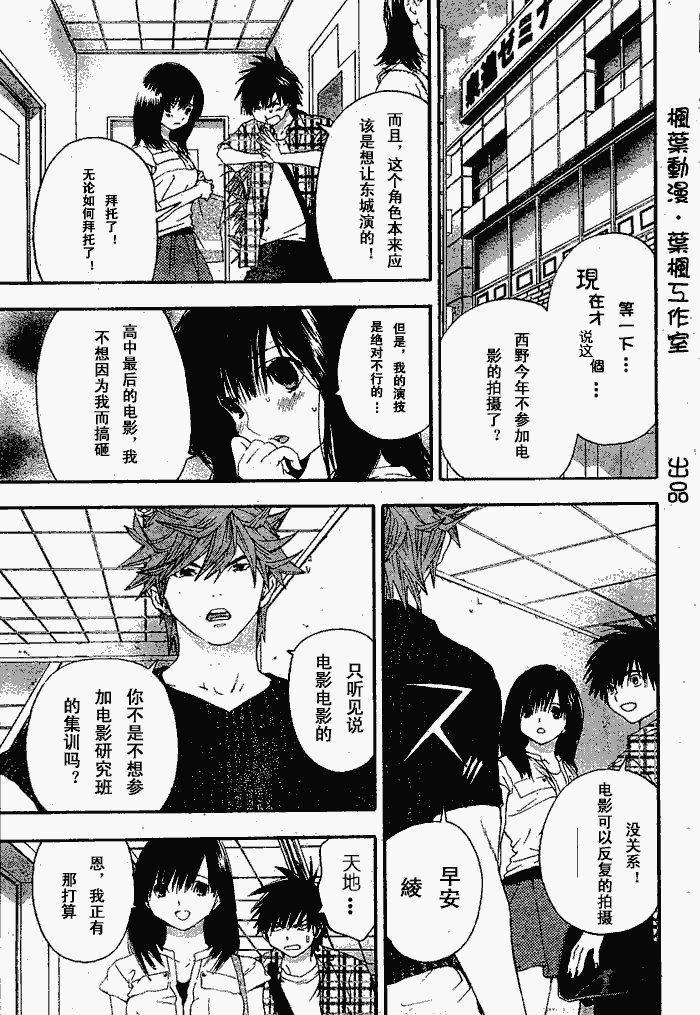 楓葉動漫·葉楓工作室 出品
等一下…
現在才
说这
個…
西野今年不参加电
影的拍摄了？
而且，这个角色本来应
该是想让东城演的！
拜托了！
无论如何拜托了！
但是，我的演技
是绝对不行的…
高中最后的电影，我
不想因为我而搞砸
没关系！
电影可以反复的拍摄
——
早安
綾
只听见说
电影电影的
你不是不想参
加电影研究班
的集训吗？
天地…
恩，我正有
那打算